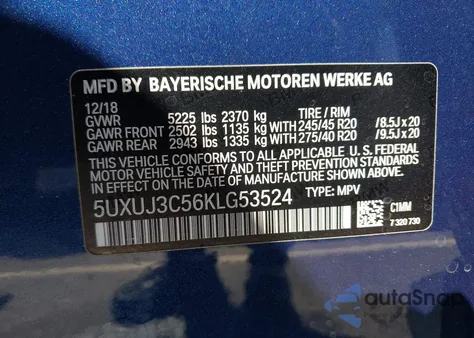 MFD BY BAYERISCHE MOTOREN WERKE AG
12/18 TIRE / RIM
GVWR 5225 lbs 2370 kg
GAWR FRONT 2502 lbs 1135 kg WITH 245/45 R20 /8.5J x 20
GAWR REAR 2943 lbs 1335 kg WITH 275/40 R20 /9.5J x 20
THIS VEHICLE CONFORMS TO ALL APPLICABLE FEDERAL
MOTOR VEHICLE SAFETY STANDARDS IN EFFECT
ON THE DATE OF MANUFACTURE SHOWN ABOVE.
5UXUJ3C56KLG53524 TYPE: MPV
C1MM
7 320 730
autoSnap